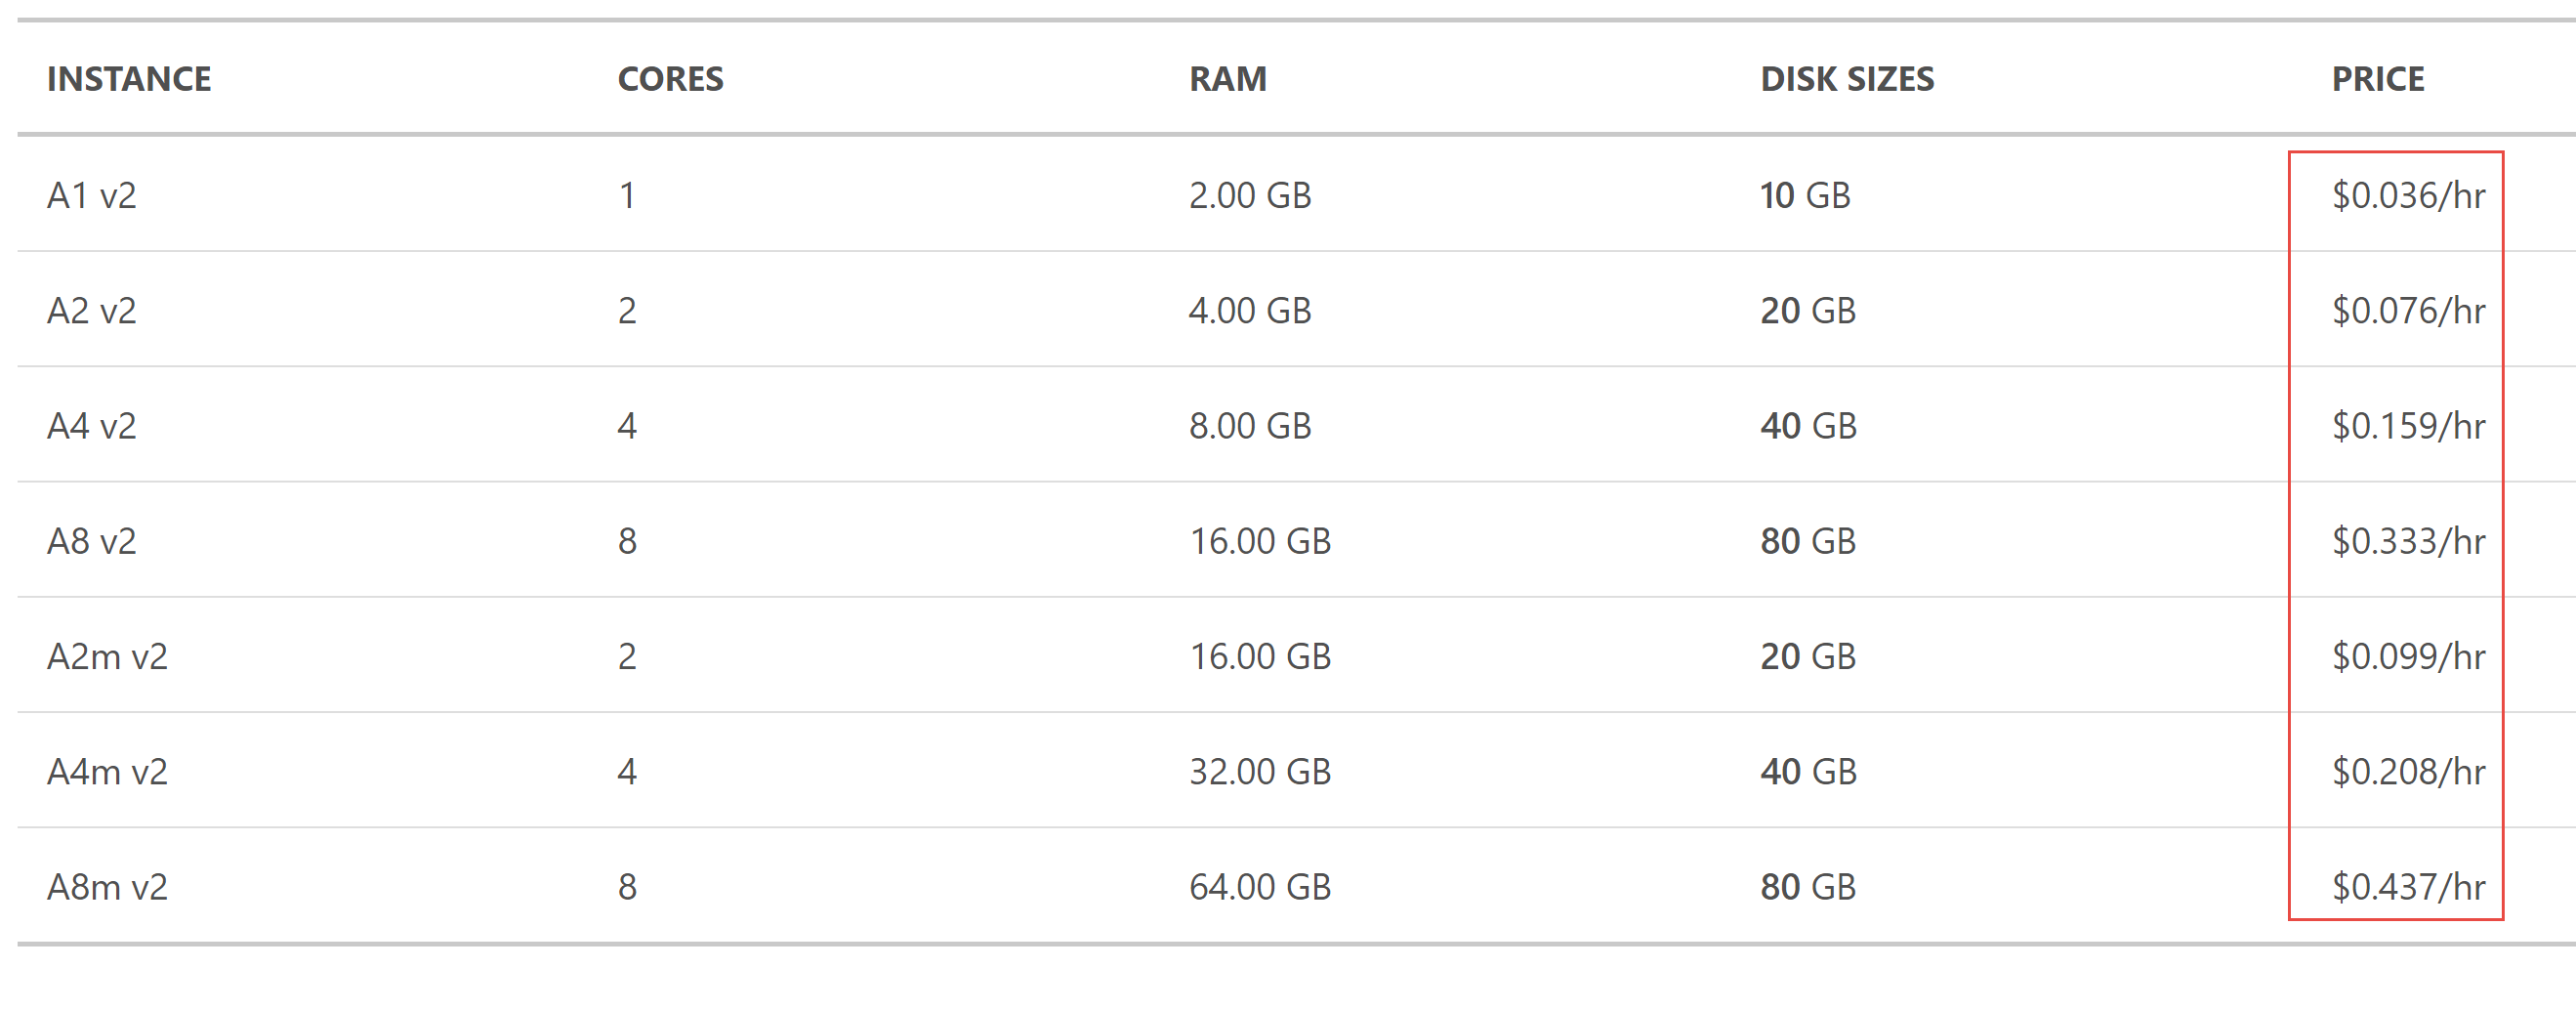 INSTANCE CORES RAM DISK SIZES PRICE
A1 v2 1 2.00 GB 10 GB $0.036/hr
A2 v2 2 4.00 GB 20 GB $0.076/hr
A4 v2 4 8.00 GB 40 GB $0.159/hr
A8 v2 8 16.00 GB 80 GB $0.333/hr
A2m v2 2 16.00 GB 20 GB $0.099/hr
A4m v2 4 32.00 GB 40 GB $0.208/hr
A8m v2 8 64.00 GB 80 GB $0.437/hr